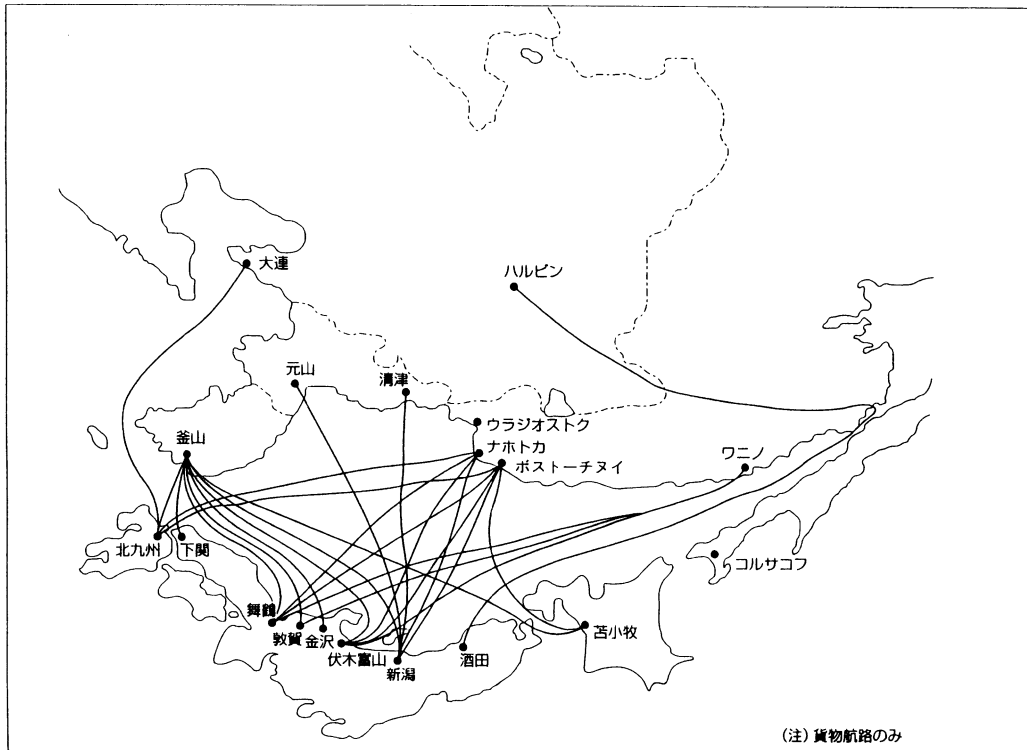 大連
ハルピン
元山
清津
ウラジオストク
釜山
ナホトカ
ボストーチヌイ
ワニノ
北九州
下関
コルサコフ
舞鶴
敦賀
金沢
苫小牧
伏木富山
新潟
酒田
(注)貨物航路のみ